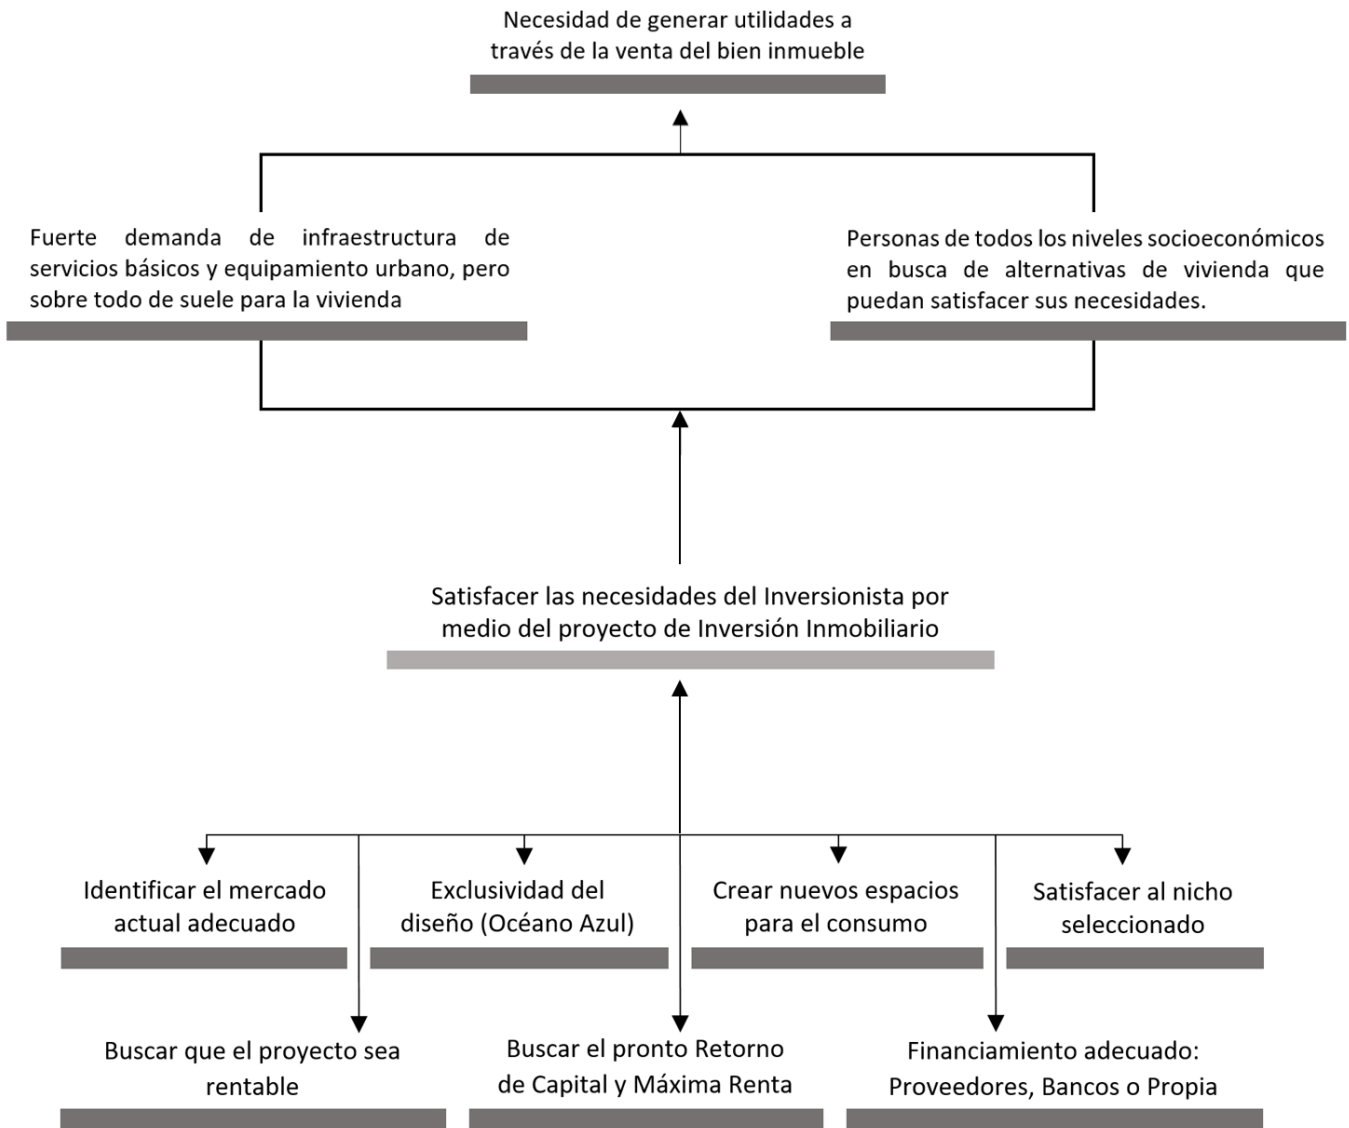 Necesidad de generar utilidades a
través de la venta del bien inmueble
Fuerte demanda de infraestructura de
servicios básicos y equipamiento urbano, pero
sobre todo de suele para la vivienda
Personas de todos los niveles socioeconómicos
en busca de alternativas de vivienda que
puedan satisfacer sus necesidades.
Satisfacer las necesidades del Inversionista por
medio del proyecto de Inversión Inmobiliario
Identificar el mercado
actual adecuado
Exclusividad del
diseño (Océano Azul)
Crear nuevos espacios
para el consumo
Satisfacer al nicho
seleccionado
Buscar que el proyecto sea
rentable
Buscar el pronto Retorno
de Capital y Máxima Renta
Financiamiento adecuado:
Proveedores, Bancos o Propia